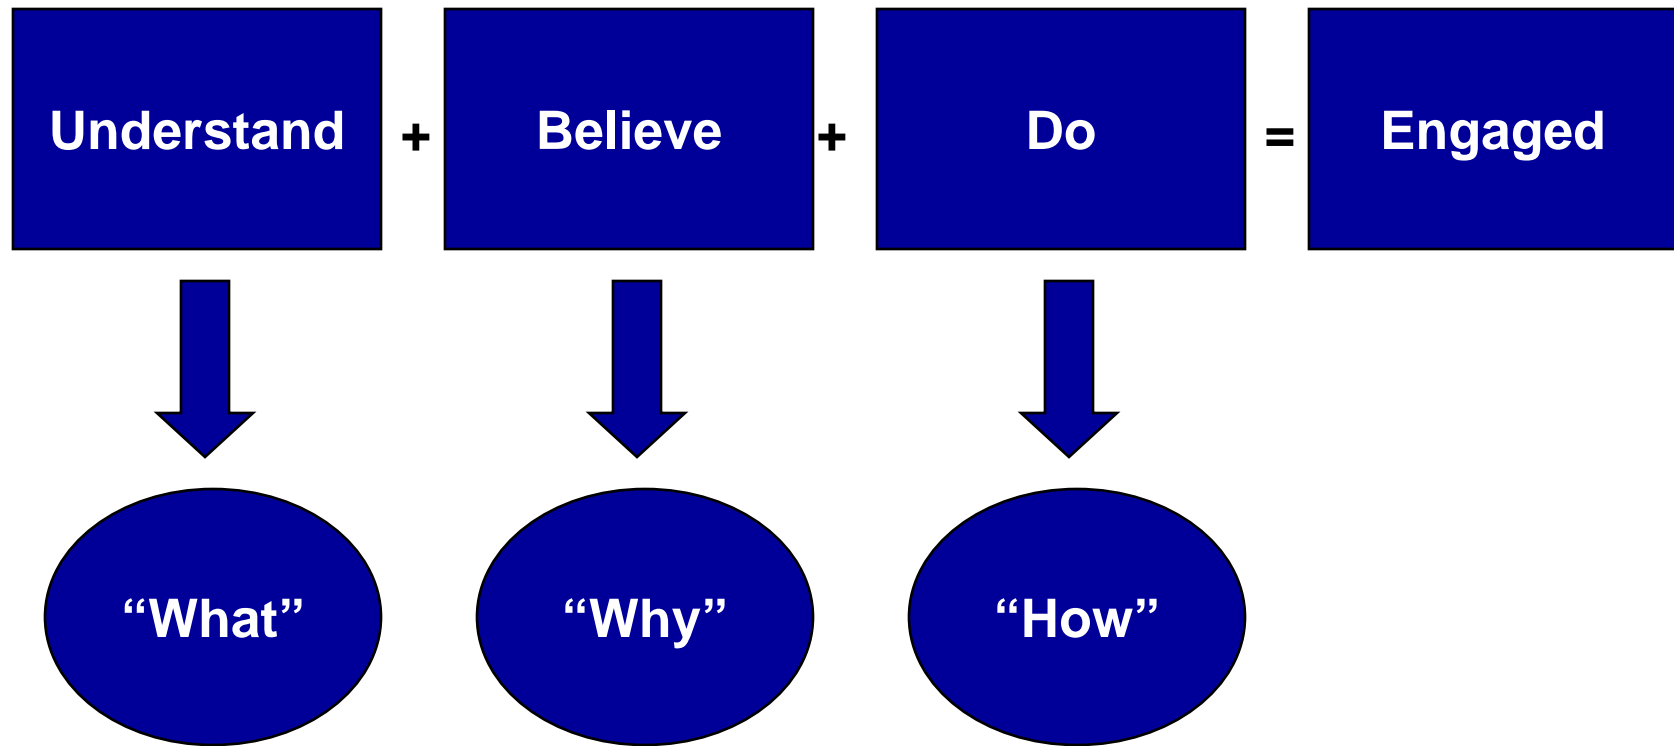 Understand + Believe + Do = Engaged
“What” “Why” “How”